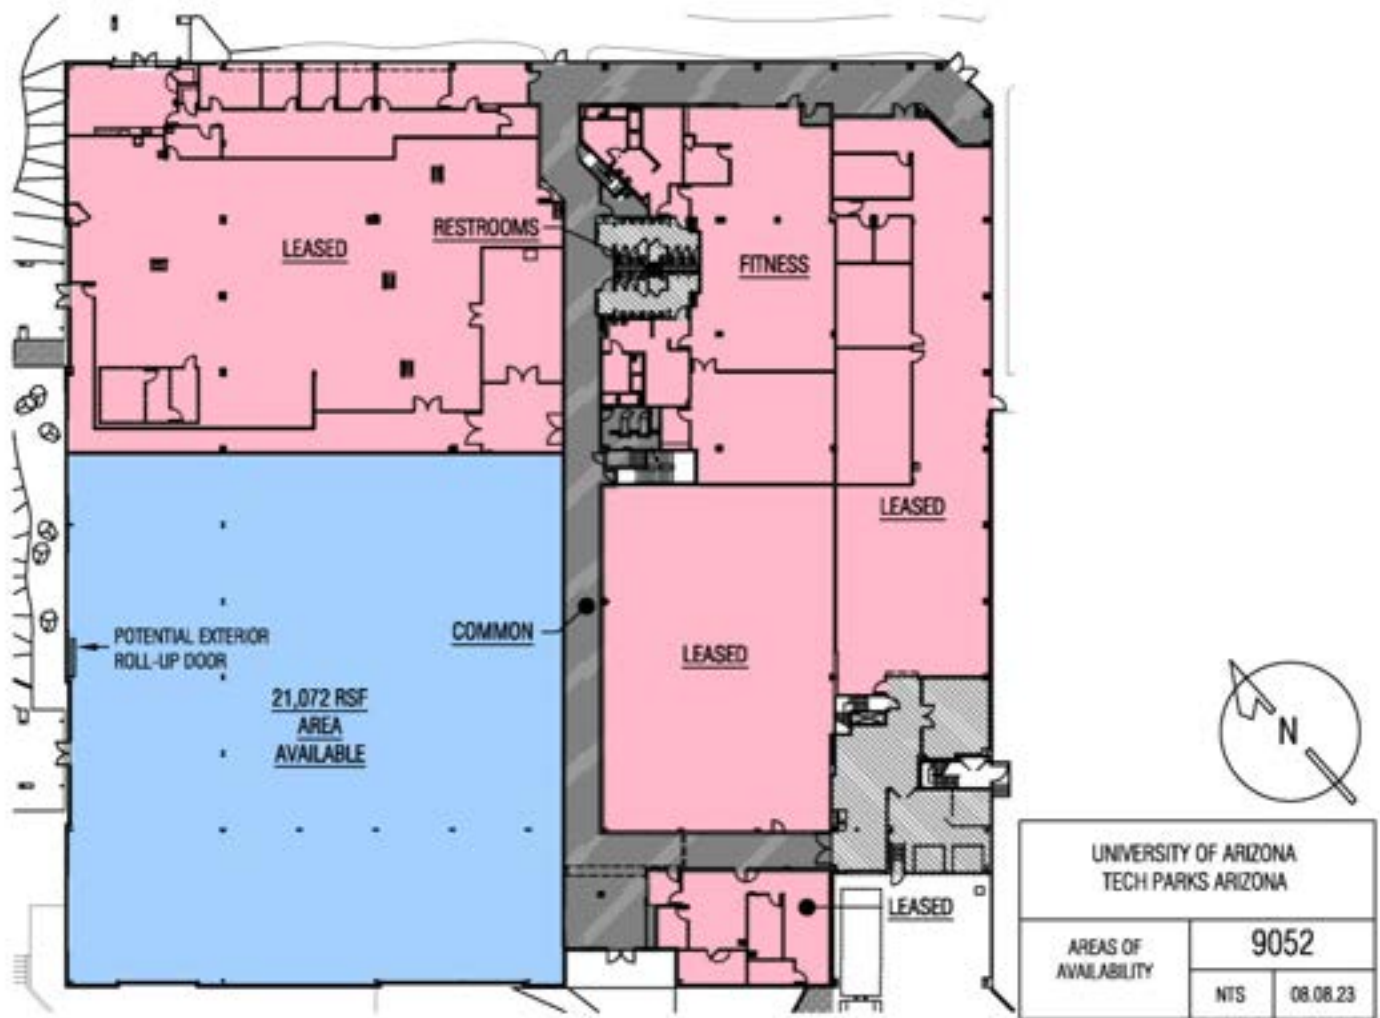 RESTROOMS
LEASED
FITNESS
LEASED
COMMON
LEASED
POTENTIAL EXTERIOR
ROLL-UP DOOR
21,072 RSF
AREA
AVAILABLE
N
LEASED
UNIVERSITY OF ARIZONA
TECH PARKS ARIZONA
AREAS OF
AVAILABILITY
9052
NTS
08.08.23